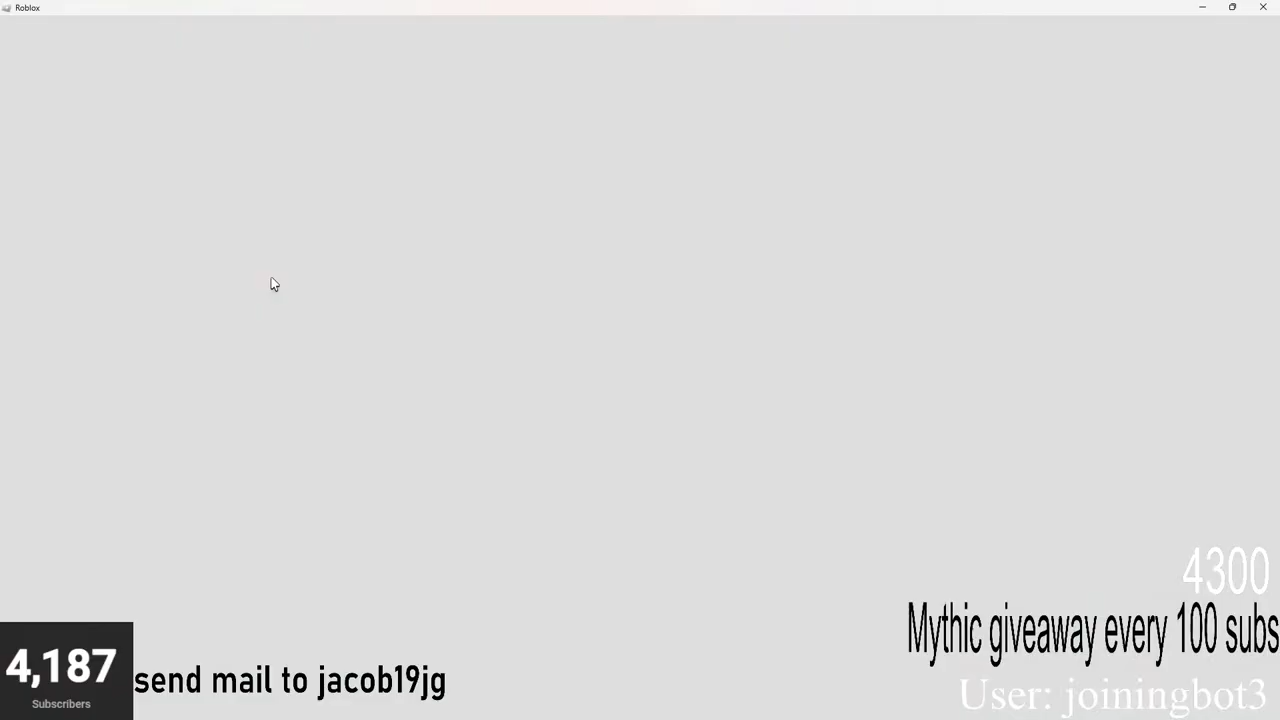 Roblox
4300
Mythic giveaway every 100 subs
4,187
Subscribers
send mail to jacob19jg
User: joiningbot3